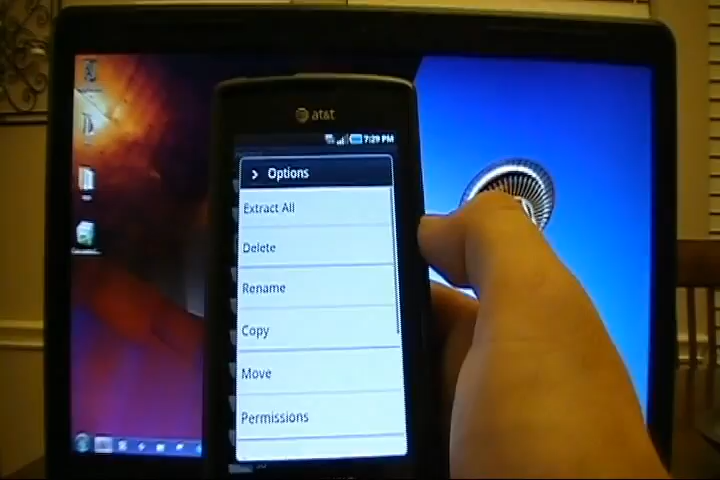 at&t
7:29 PM
Options
Extract All
Delete
Rename
Copy
Move
Permissions